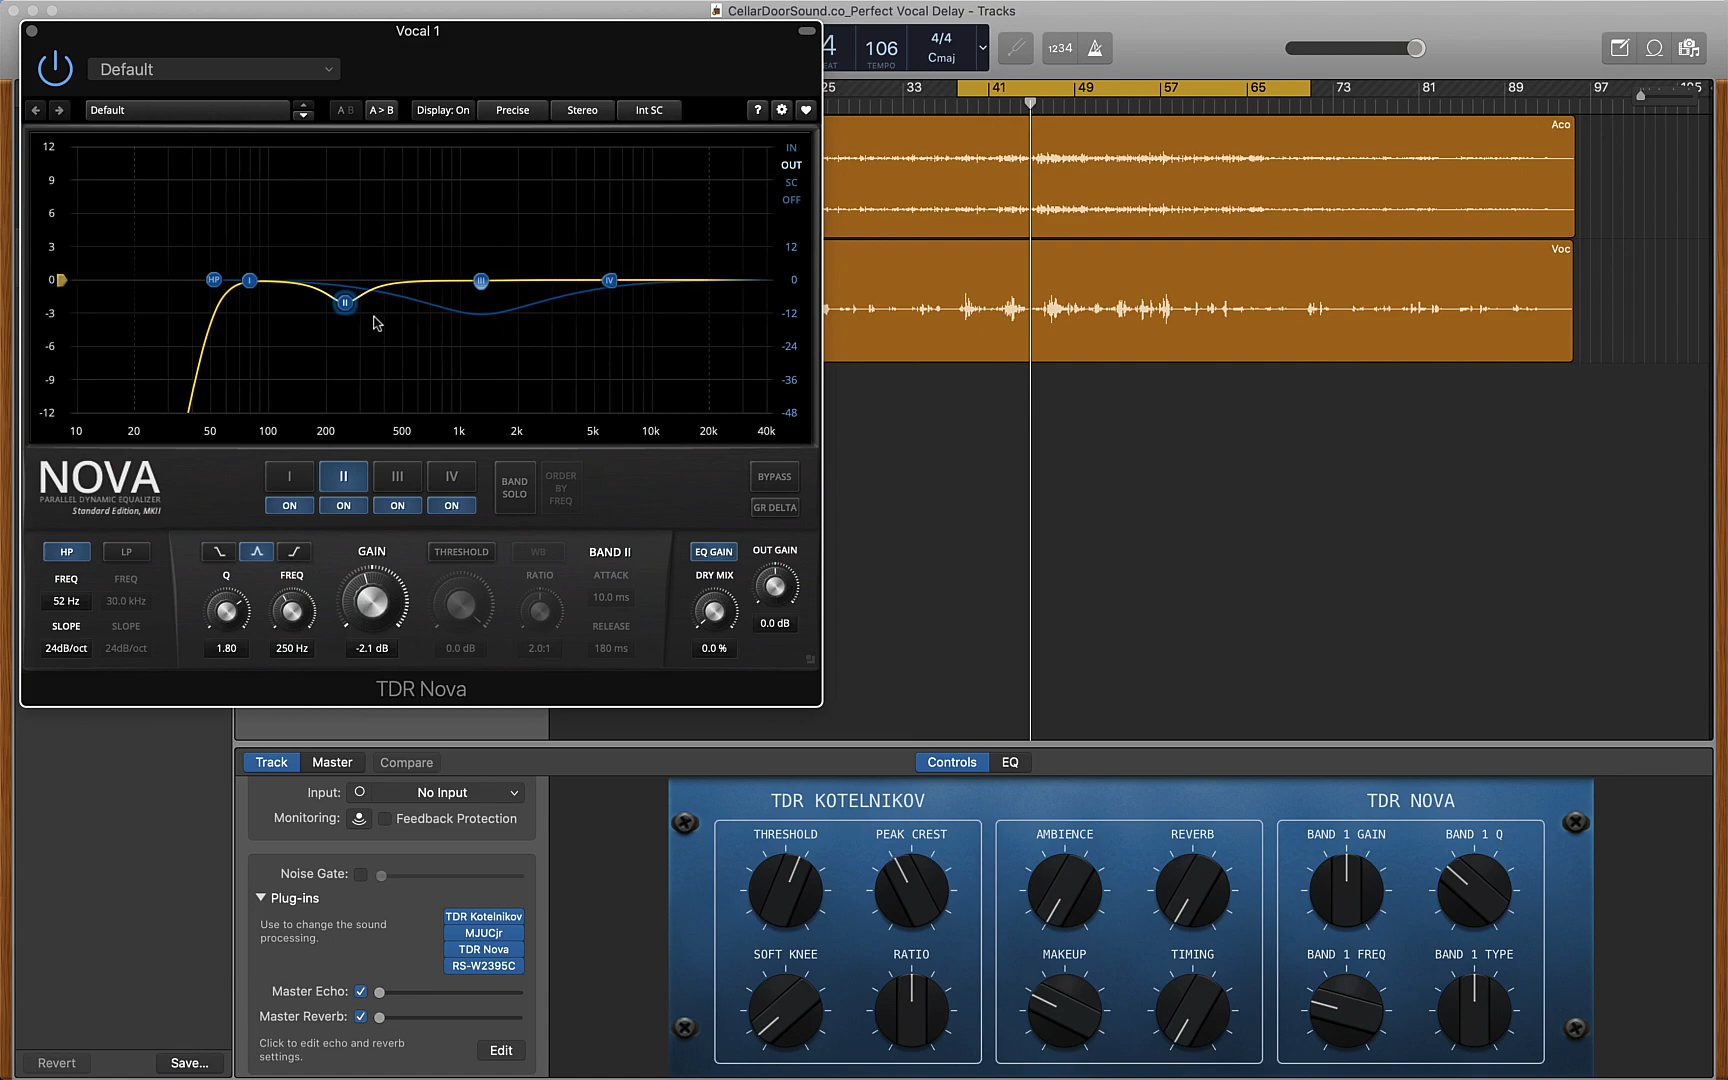 CellarDoorSound.co_Perfect Vocal Delay - Tracks
Vocal 1
Default
4
BEAT
106
TEMPO
4/4
Cmaj
1234
Default
A B
A > B
Display: On
Precise
Stereo
Int SC
?
25 33 41 49 57 65 73 81 89 97 105
Aco
Voc
12
9
6
3
0
-3
-6
-9
-12
IN
OUT
SC
OFF
12
0
-12
-24
-36
-48
HP I II III IV
10 20 50 100 200 500 1k 2k 5k 10k 20k 40k
NOVA
PARALLEL DYNAMIC EQUALIZER
Standard Edition, MKII
I II III IV
ON ON ON ON
BAND SOLO
ORDER BY FREQ
BYPASS
GR DELTA
HP LP
FREQ FREQ
52 Hz 30.0 kHz
SLOPE SLOPE
24dB/oct 24dB/oct
GAIN
Q FREQ
1.80 250 Hz -2.1 dB
THRESHOLD
0.0 dB
WB
RATIO
2.0:1
BAND II
ATTACK
10.0 ms
RELEASE
180 ms
EQ GAIN
DRY MIX
0.0 %
OUT GAIN
0.0 dB
TDR Nova
Track Master Compare
Controls EQ
Input: No Input
Monitoring: Feedback Protection
Noise Gate:
Plug-ins
Use to change the sound
processing.
TDR Kotelnikov
MJUCjr
TDR Nova
RS-W2395C
Master Echo:
Master Reverb:
Click to edit echo and reverb
settings.
Edit
Revert
Save...
TDR KOTELNIKOV
THRESHOLD PEAK CREST
SOFT KNEE RATIO
AMBIENCE REVERB
MAKEUP TIMING
TDR NOVA
BAND 1 GAIN BAND 1 Q
BAND 1 FREQ BAND 1 TYPE